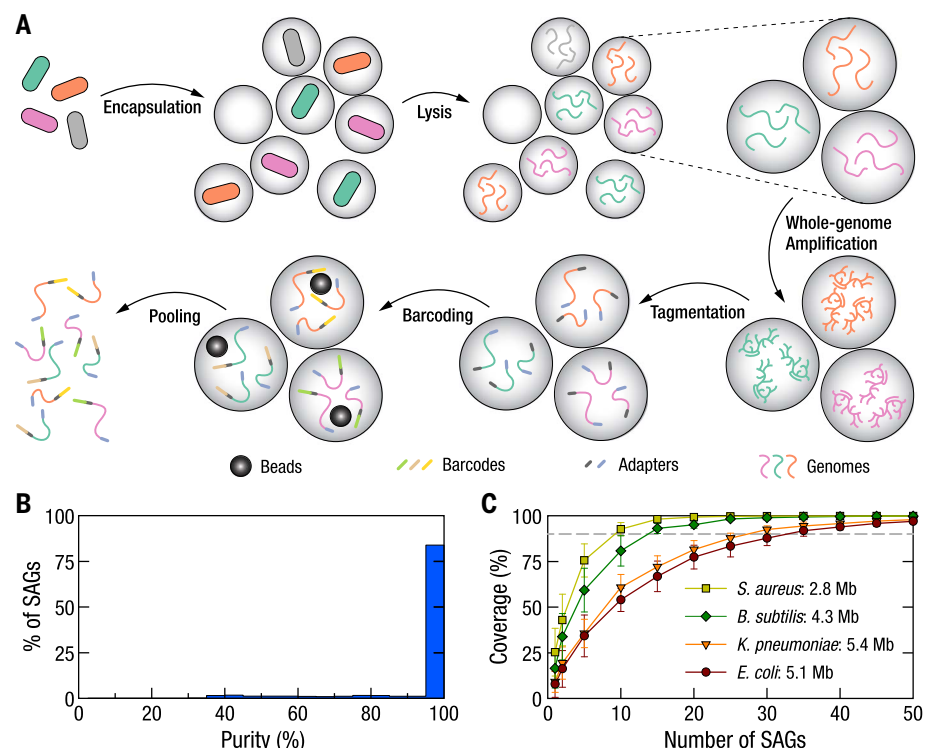 A
Encapsulation
Lysis
Whole-genome
Amplification
Tagmentation
Barcoding
Pooling
Beads
Barcodes
Adapters
Genomes
B
% of SAGs
100
75
50
25
0
0 20 40 60 80 100
Purity (%)
C
Coverage (%)
100
75
50
25
0
S. aureus: 2.8 Mb
B. subtilis: 4.3 Mb
K. pneumoniae: 5.4 Mb
E. coli: 5.1 Mb
0 10 20 30 40 50
Number of SAGs